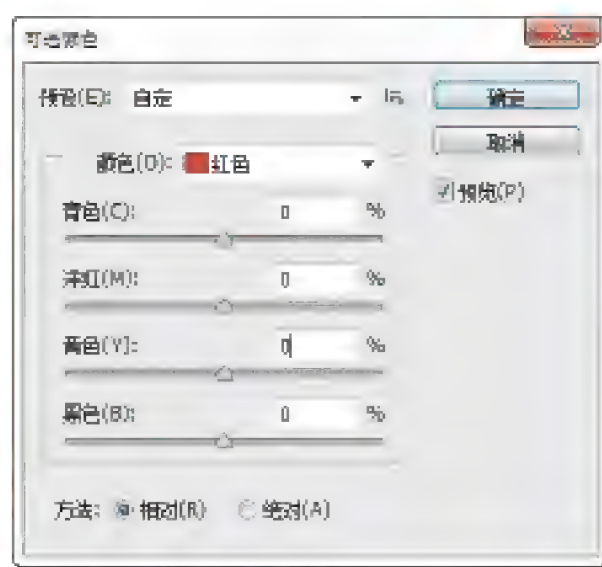 可选颜色
预设(E): 自定
确定
取消
预览(P)
颜色(O): 红色
青色(C): 0 %
洋红(M): 0 %
黄色(Y): 0 %
黑色(B): 0 %
方法: 相对(R) 绝对(A)